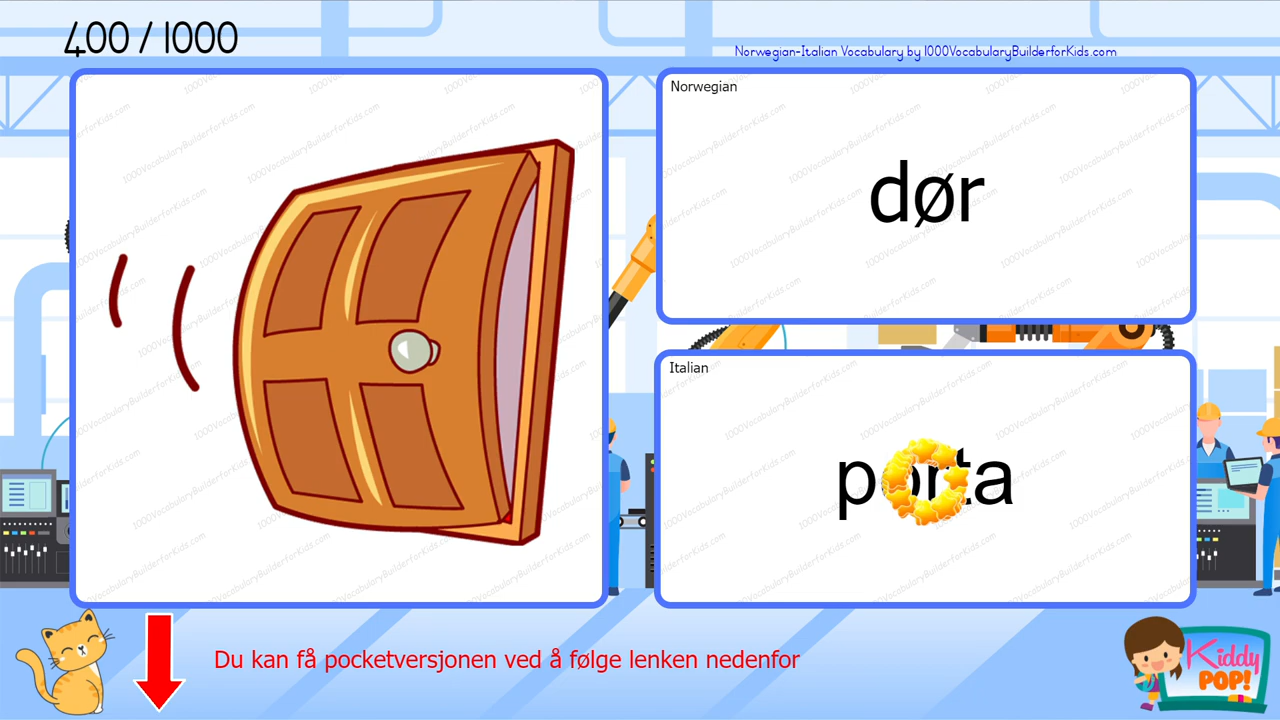 400 / 1000
Norwegian-Italian Vocabulary by 1000VocabularyBuilderforKids.com
Norwegian
dør
Italian
porta
Du kan få pocketversjonen ved å følge lenken nedenfor
Kiddy
POP!